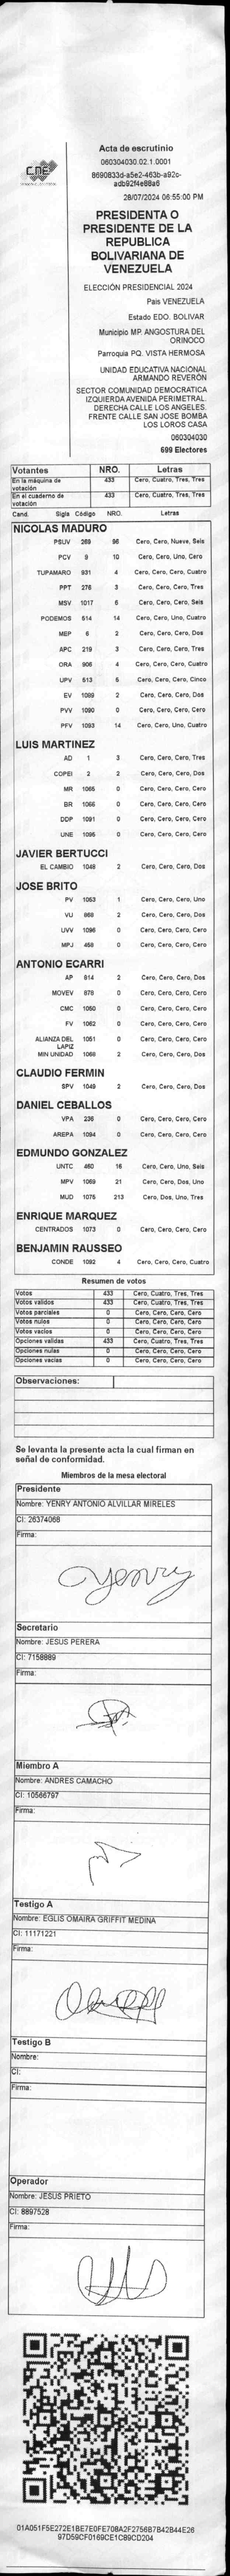 CNE
Acta de escrutinio
060304030.02.1.0001
8690833d-a5e2-463b-a92c-
adb92f4e88a6
28/07/2024 06:55:00 PM
PRESIDENTA O
PRESIDENTE DE LA
REPUBLICA
BOLIVARIANA DE
VENEZUELA
ELECCIÓN PRESIDENCIAL 2024
Pais VENEZUELA
Estado EDO. BOLIVAR
Municipio MP. ANGOSTURA DEL
ORINOCO
Parroquia PQ. VISTA HERMOSA
UNIDAD EDUCATIVA NACIONAL
ARMANDO REVERÓN
SECTOR COMUNIDAD DEMOCRATICA
IZQUIERDA AVENIDA PERIMETRAL.
DERECHA CALLE LOS ANGELES.
FRENTE CALLE SAN JOSE BOMBA
LOS LOROS CASA
060304030
699 Electores
Votantes NRO. Letras
En la máquina de votación 433 Cero, Cuatro, Tres, Tres
En el cuaderno de votación 433 Cero, Cuatro, Tres, Tres
Cand. Sigla Código NRO. Letras
NICOLAS MADURO
PSUV 269 96 Cero, Cero, Nueve, Seis
PCV 9 10 Cero, Cero, Uno, Cero
TUPAMARO 931 4 Cero, Cero, Cero, Cuatro
PPT 276 3 Cero, Cero, Cero, Tres
MSV 1017 6 Cero, Cero, Cero, Seis
PODEMOS 514 14 Cero, Cero, Uno, Cuatro
MEP 6 2 Cero, Cero, Cero, Dos
APC 219 3 Cero, Cero, Cero, Tres
ORA 906 4 Cero, Cero, Cero, Cuatro
UPV 513 5 Cero, Cero, Cero, Cinco
EV 1089 2 Cero, Cero, Cero, Dos
PVV 1090 0 Cero, Cero, Cero, Cero
PFV 1093 14 Cero, Cero, Uno, Cuatro
LUIS MARTINEZ
AD 1 3 Cero, Cero, Cero, Tres
COPEI 2 2 Cero, Cero, Cero, Dos
MR 1065 0 Cero, Cero, Cero, Cero
BR 1066 0 Cero, Cero, Cero, Cero
DDP 1091 0 Cero, Cero, Cero, Cero
UNE 1095 0 Cero, Cero, Cero, Cero
JAVIER BERTUCCI
EL CAMBIO 1048 2 Cero, Cero, Cero, Dos
JOSE BRITO
PV 1053 1 Cero, Cero, Cero, Uno
VU 868 2 Cero, Cero, Cero, Dos
UVV 1096 0 Cero, Cero, Cero, Cero
MPJ 458 0 Cero, Cero, Cero, Cero
ANTONIO ECARRI
AP 814 2 Cero, Cero, Cero, Dos
MOVEV 878 0 Cero, Cero, Cero, Cero
CMC 1050 0 Cero, Cero, Cero, Cero
FV 1062 0 Cero, Cero, Cero, Cero
ALIANZA DEL LAPIZ 1051 0 Cero, Cero, Cero, Cero
MIN UNIDAD 1068 2 Cero, Cero, Cero, Dos
CLAUDIO FERMIN
SPV 1049 2 Cero, Cero, Cero, Dos
DANIEL CEBALLOS
VPA 236 0 Cero, Cero, Cero, Cero
AREPA 1094 0 Cero, Cero, Cero, Cero
EDMUNDO GONZALEZ
UNTC 460 16 Cero, Cero, Uno, Seis
MPV 1069 21 Cero, Cero, Dos, Uno
MUD 1075 213 Cero, Dos, Uno, Tres
ENRIQUE MARQUEZ
CENTRADOS 1073 0 Cero, Cero, Cero, Cero
BENJAMIN RAUSSEO
CONDE 1092 4 Cero, Cero, Cero, Cuatro
Resumen de votos
Votos 433 Cero, Cuatro, Tres, Tres
Votos validos 433 Cero, Cuatro, Tres, Tres
Votos parciales 0 Cero, Cero, Cero, Cero
Votos nulos 0 Cero, Cero, Cero, Cero
Votos vacios 0 Cero, Cero, Cero, Cero
Opciones validas 433 Cero, Cuatro, Tres, Tres
Opciones nulas 0 Cero, Cero, Cero, Cero
Opciones vacias 0 Cero, Cero, Cero, Cero
Observaciones:
Se levanta la presente acta la cual firman en
señal de conformidad.
Miembros de la mesa electoral
Presidente
Nombre: YENRY ANTONIO ALVILLAR MIRELES
CI: 26374068
Firma:
Yenry
Secretario
Nombre: JESUS PERERA
CI: 7158889
Firma:
Miembro A
Nombre: ANDRES CAMACHO
CI: 10566797
Firma:
Testigo A
Nombre: EGLIS OMAIRA GRIFFIT MEDINA
CI: 11171221
Firma:
Testigo B
Nombre:
CI:
Firma:
Operador
Nombre: JESUS PRIETO
CI: 8897528
Firma:
01A051F5E272E1BE7E0FE708A2F2756B7B42B44E26
97D59CF0169CE1C89CD204